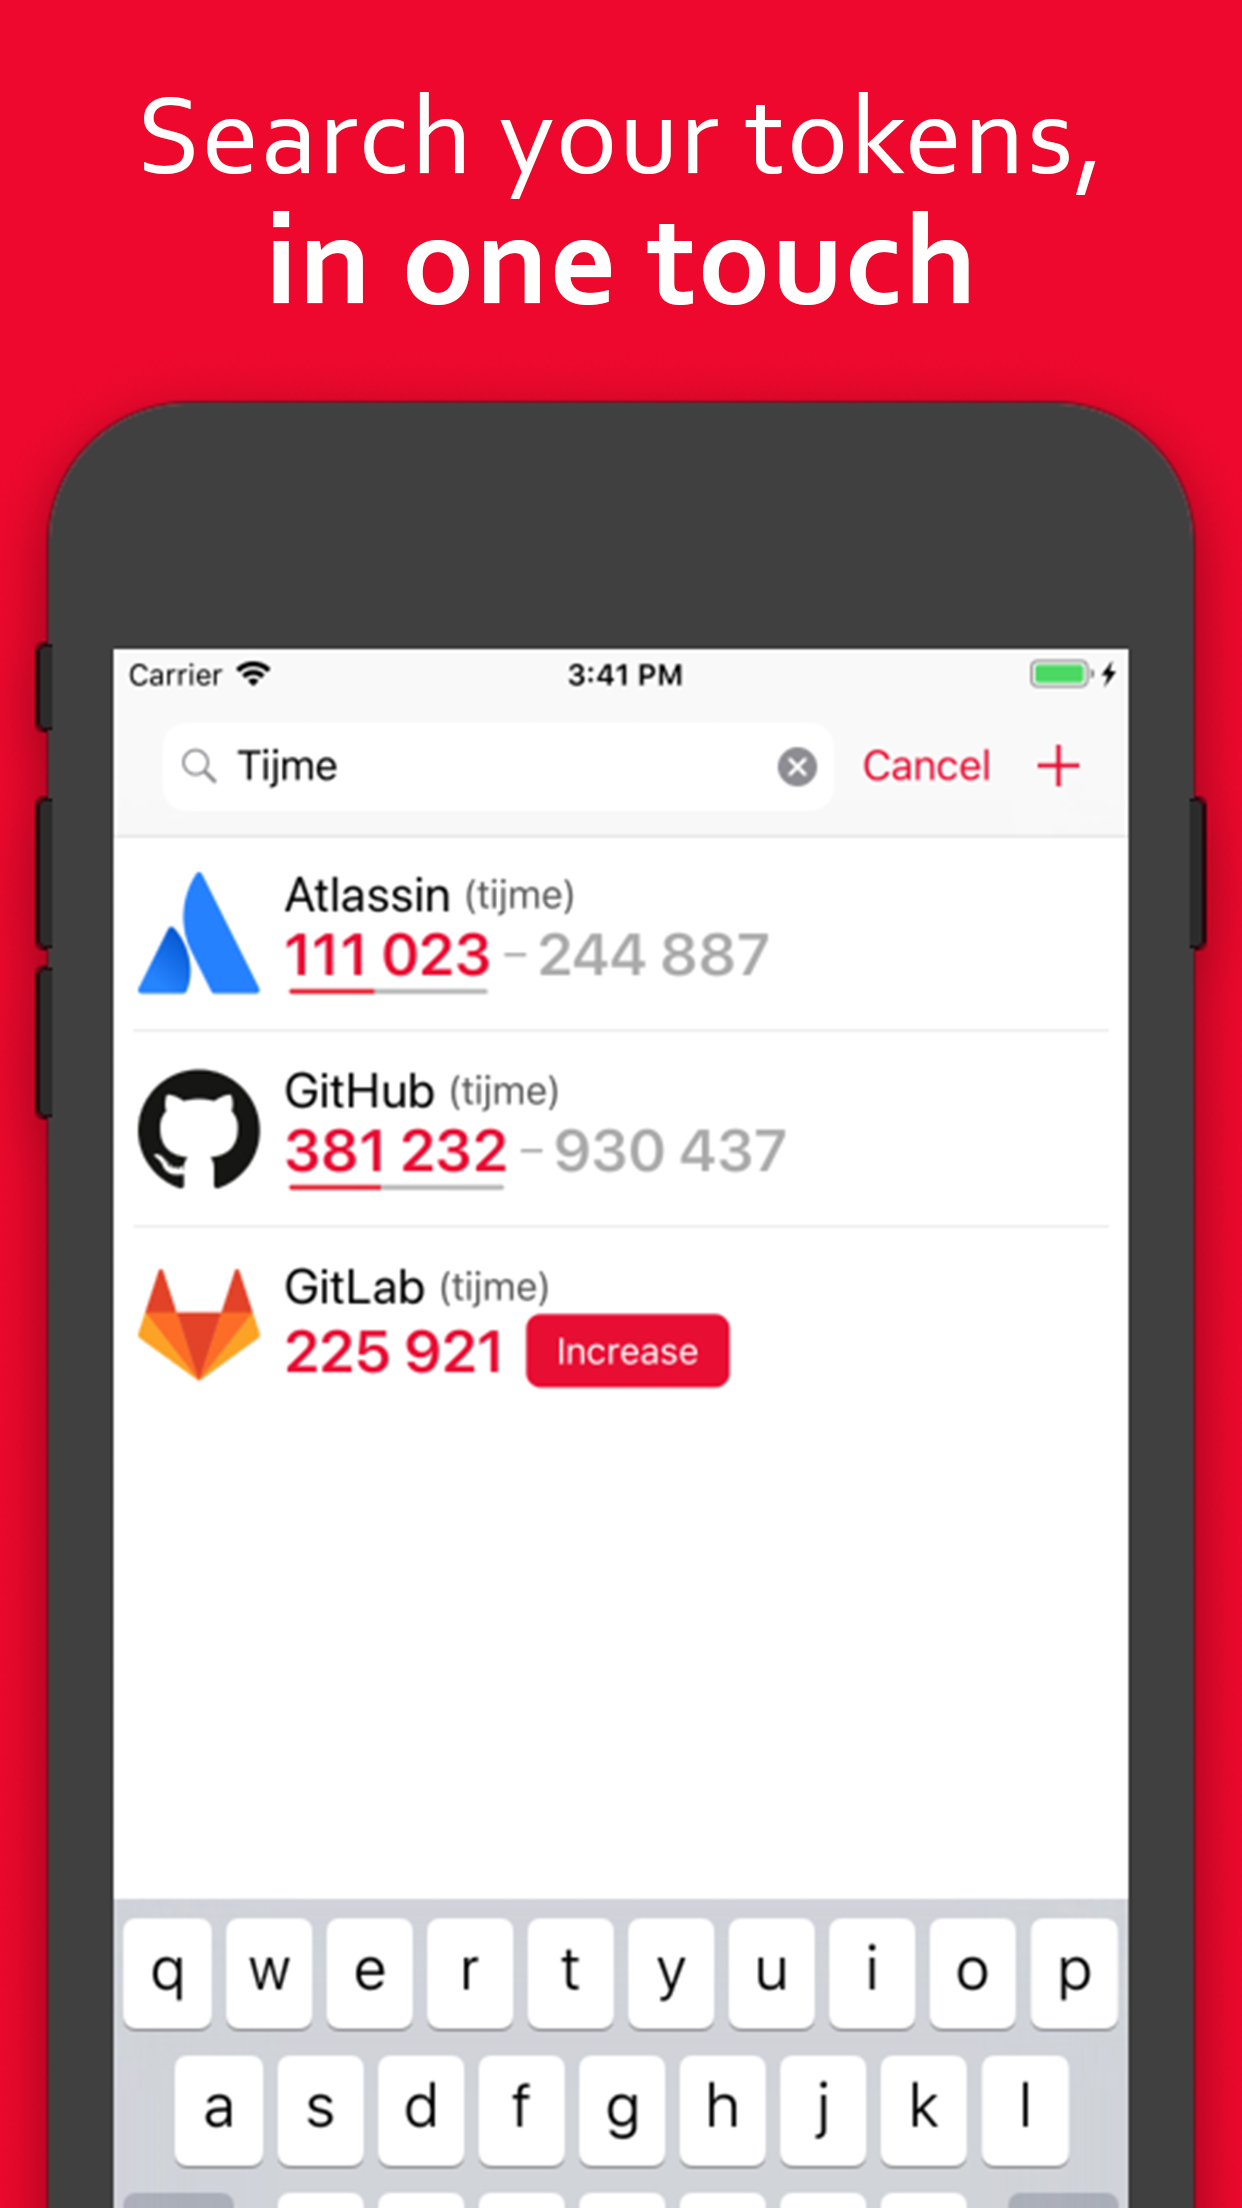 Search your tokens,
in one touch
Carrier 3:41 PM
Tijme Cancel +
Atlassin (tijme)
111 023 – 244 887
GitHub (tijme)
381 232 – 930 437
GitLab (tijme)
225 921 Increase
q w e r t y u i o p
a s d f g h j k l